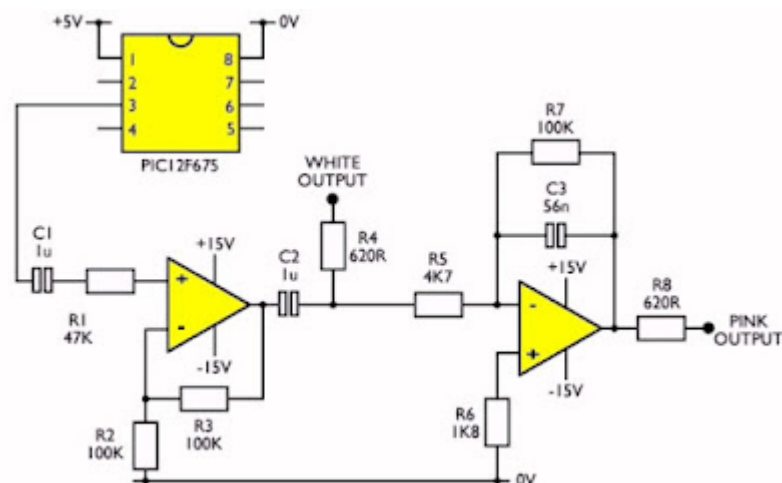 +5V
0V
1
8
2
7
3
6
4
5
PIC12F675
WHITE
OUTPUT
R7
100K
C3
56n
C1
1u
+15V
C2
1u
R4
620R
R5
4K7
+15V
R8
620R
+
-
-
+
R1
47K
-15V
PINK
OUTPUT
-15V
R3
100K
R2
100K
R6
1K8
0V